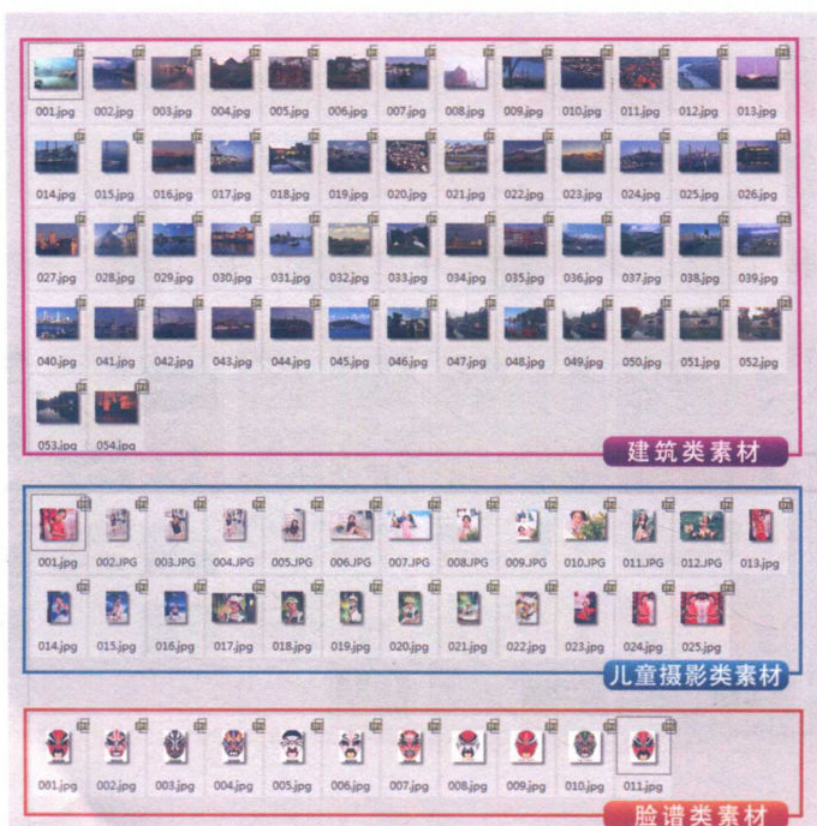 001.jpg 002.jpg 003.jpg 004.jpg 005.jpg 006.jpg 007.jpg 008.jpg 009.jpg 010.jpg 011.jpg 012.jpg 013.jpg
014.jpg 015.jpg 016.jpg 017.jpg 018.jpg 019.jpg 020.jpg 021.jpg 022.jpg 023.jpg 024.jpg 025.jpg 026.jpg
027.jpg 028.jpg 029.jpg 030.jpg 031.jpg 032.jpg 033.jpg 034.jpg 035.jpg 036.jpg 037.jpg 038.jpg 039.jpg
040.jpg 041.jpg 042.jpg 043.jpg 044.jpg 045.jpg 046.jpg 047.jpg 048.jpg 049.jpg 050.jpg 051.jpg 052.jpg
053.jpg 054.jpg
建筑类素材
001.jpg 002.JPG 003.JPG 004.JPG 005.JPG 006.JPG 007.JPG 008.JPG 009.JPG 010.JPG 011.JPG 012.JPG 013.jpg
014.jpg 015.jpg 016.jpg 017.jpg 018.jpg 019.jpg 020.jpg 021.jpg 022.jpg 023.jpg 024.jpg 025.jpg
儿童摄影类素材
001.jpg 002.jpg 003.jpg 004.jpg 005.jpg 006.jpg 007.jpg 008.jpg 009.jpg 010.jpg 011.jpg
脸谱类素材